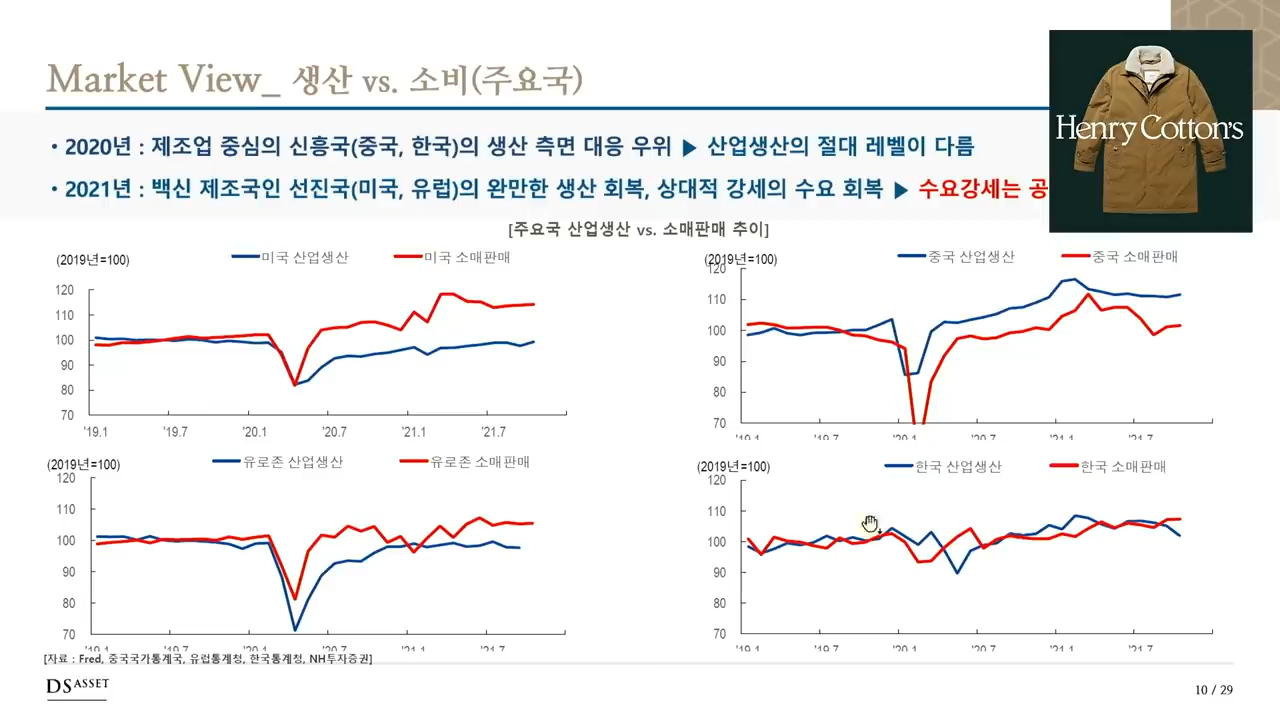 Market View_ 생산 vs. 소비(주요국)
Henry Cotton's
• 2020년 : 제조업 중심의 신흥국(중국, 한국)의 생산 측면 대응 우위 ▶ 산업생산의 절대 레벨이 다름
• 2021년 : 백신 제조국인 선진국(미국, 유럽)의 완만한 생산 회복, 상대적 강세의 수요 회복 ▶ 수요강세는 공
[주요국 산업생산 vs. 소매판매 추이]
(2019년=100) 미국 산업생산 미국 소매판매
120
110
100
90
80
70
'19.1 '19.7 '20.1 '20.7 '21.1 '21.7
(2019년=100) 중국 산업생산 중국 소매판매
120
110
100
90
80
70
'19.1 '19.7 '20.1 '20.7 '21.1 '21.7
(2019년=100) 유로존 산업생산 유로존 소매판매
120
110
100
90
80
70
'19.1 '19.7 '20.1 '20.7 '21.1 '21.7
(2019년=100) 한국 산업생산 한국 소매판매
120
110
100
90
80
70
'19.1 '19.7 '20.1 '20.7 '21.1 '21.7
[자료 : Fred, 중국국가통계국, 유럽통계청, 한국통계청, NH투자증권]
DS ASSET
10 / 29